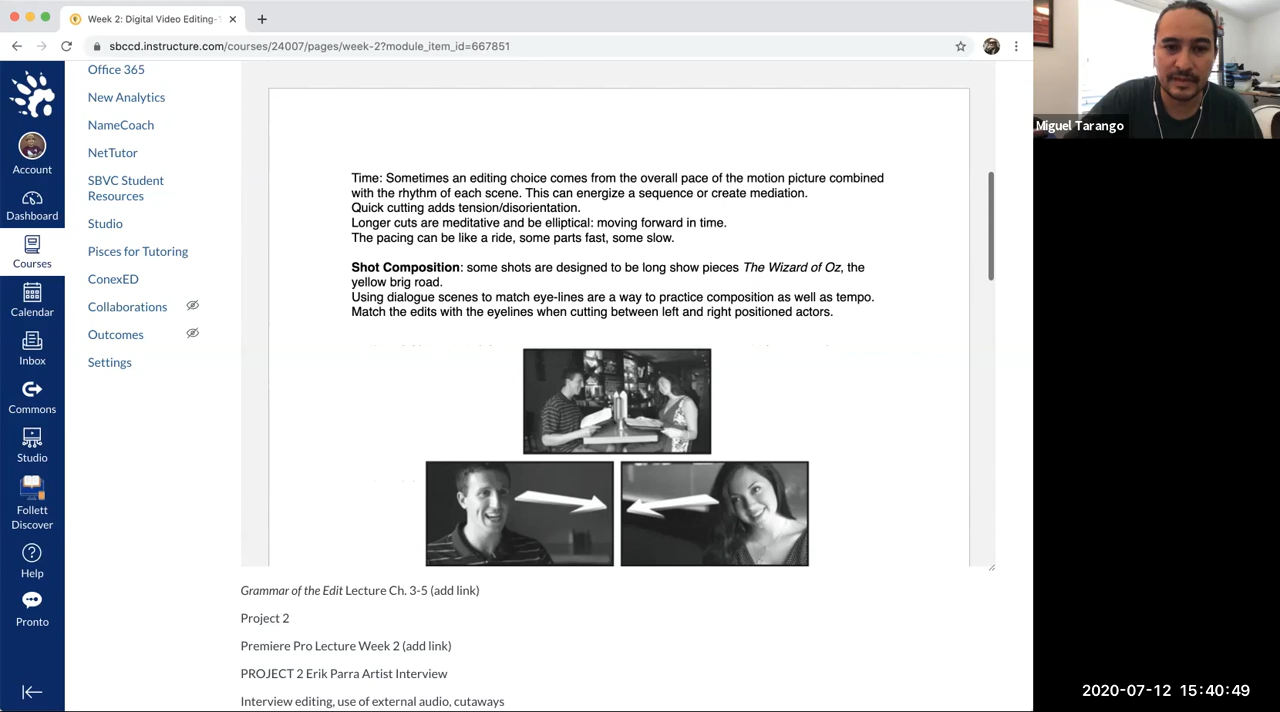 Week 2: Digital Video Editing-
sbccd.instructure.com/courses/24007/pages/week-2?module_item_id=667851
Account
Dashboard
Courses
Calendar
Inbox
Commons
Studio
Follett
Discover
Help
Pronto
Office 365
New Analytics
NameCoach
NetTutor
SBVC Student
Resources
Studio
Pisces for Tutoring
ConexED
Collaborations
Outcomes
Settings
Time: Sometimes an editing choice comes from the overall pace of the motion picture combined
with the rhythm of each scene. This can energize a sequence or create mediation.
Quick cutting adds tension/disorientation.
Longer cuts are meditative and be elliptical: moving forward in time.
The pacing can be like a ride, some parts fast, some slow.
Shot Composition: some shots are designed to be long show pieces The Wizard of Oz, the
yellow brig road.
Using dialogue scenes to match eye-lines are a way to practice composition as well as tempo.
Match the edits with the eyelines when cutting between left and right positioned actors.
Grammar of the Edit Lecture Ch. 3-5 (add link)
Project 2
Premiere Pro Lecture Week 2 (add link)
PROJECT 2 Erik Parra Artist Interview
Interview editing, use of external audio, cutaways
Miguel Tarango
2020-07-12 15:40:49